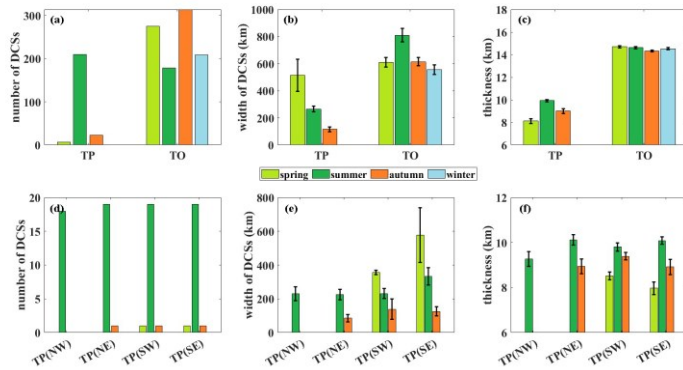 (a)
number of DCSs
300
200
100
0
TP TO
(b)
width of DCSs (km)
1000
800
600
400
200
0
TP TO
(c)
thickness (km)
16
14
12
10
8
6
TP TO
spring summer autumn winter
(d)
number of DCSs
20
15
10
5
0
TP(NW) TP(NE) TP(SW) TP(SE)
(e)
width of DCSs (km)
800
600
400
200
0
TP(NW) TP(NE) TP(SW) TP(SE)
(f)
thickness (km)
12
10
8
6
TP(NW) TP(NE) TP(SW) TP(SE)